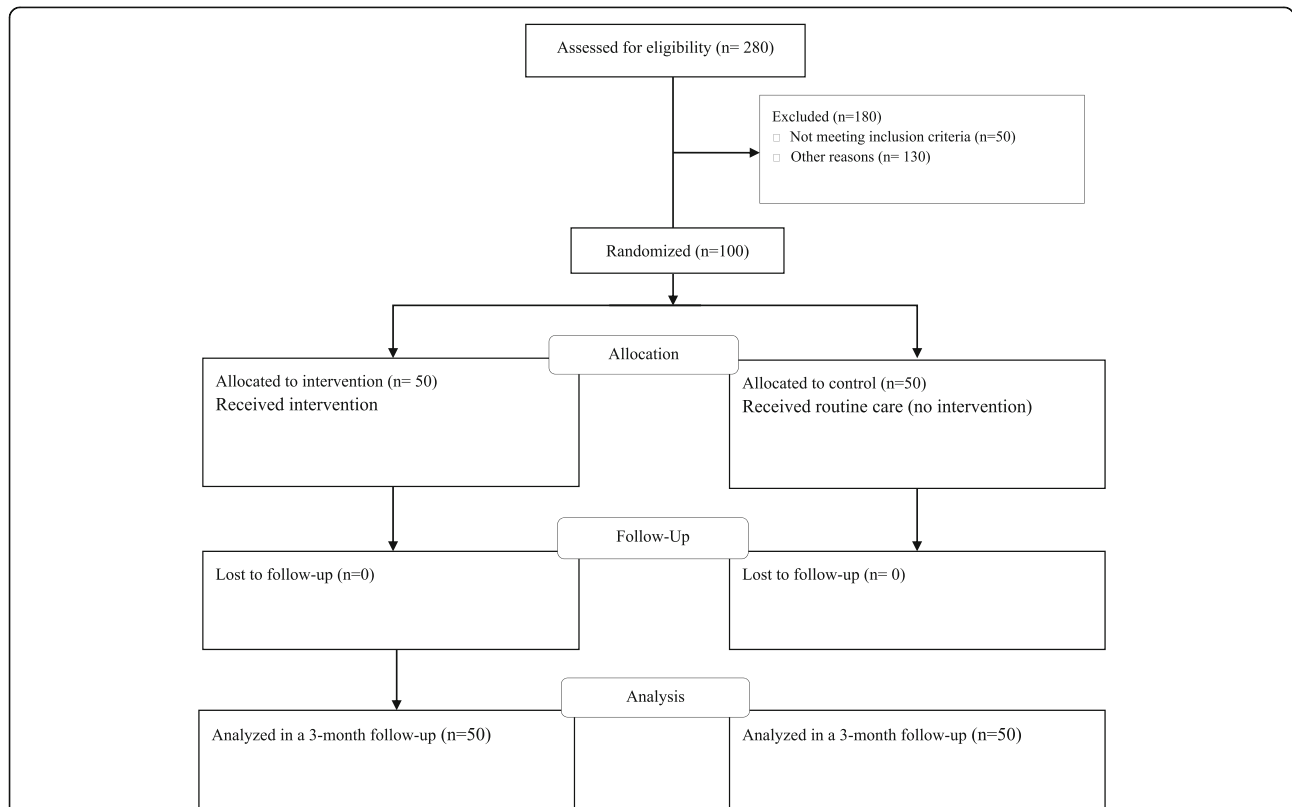 Assessed for eligibility (n= 280)
Excluded (n=180)
□ Not meeting inclusion criteria (n=50)
□ Other reasons (n= 130)
Randomized (n=100)
Allocation
Allocated to intervention (n= 50)
Received intervention
Allocated to control (n=50)
Received routine care (no intervention)
Follow-Up
Lost to follow-up (n=0)
Lost to follow-up (n= 0)
Analysis
Analyzed in a 3-month follow-up (n=50)
Analyzed in a 3-month follow-up (n=50)